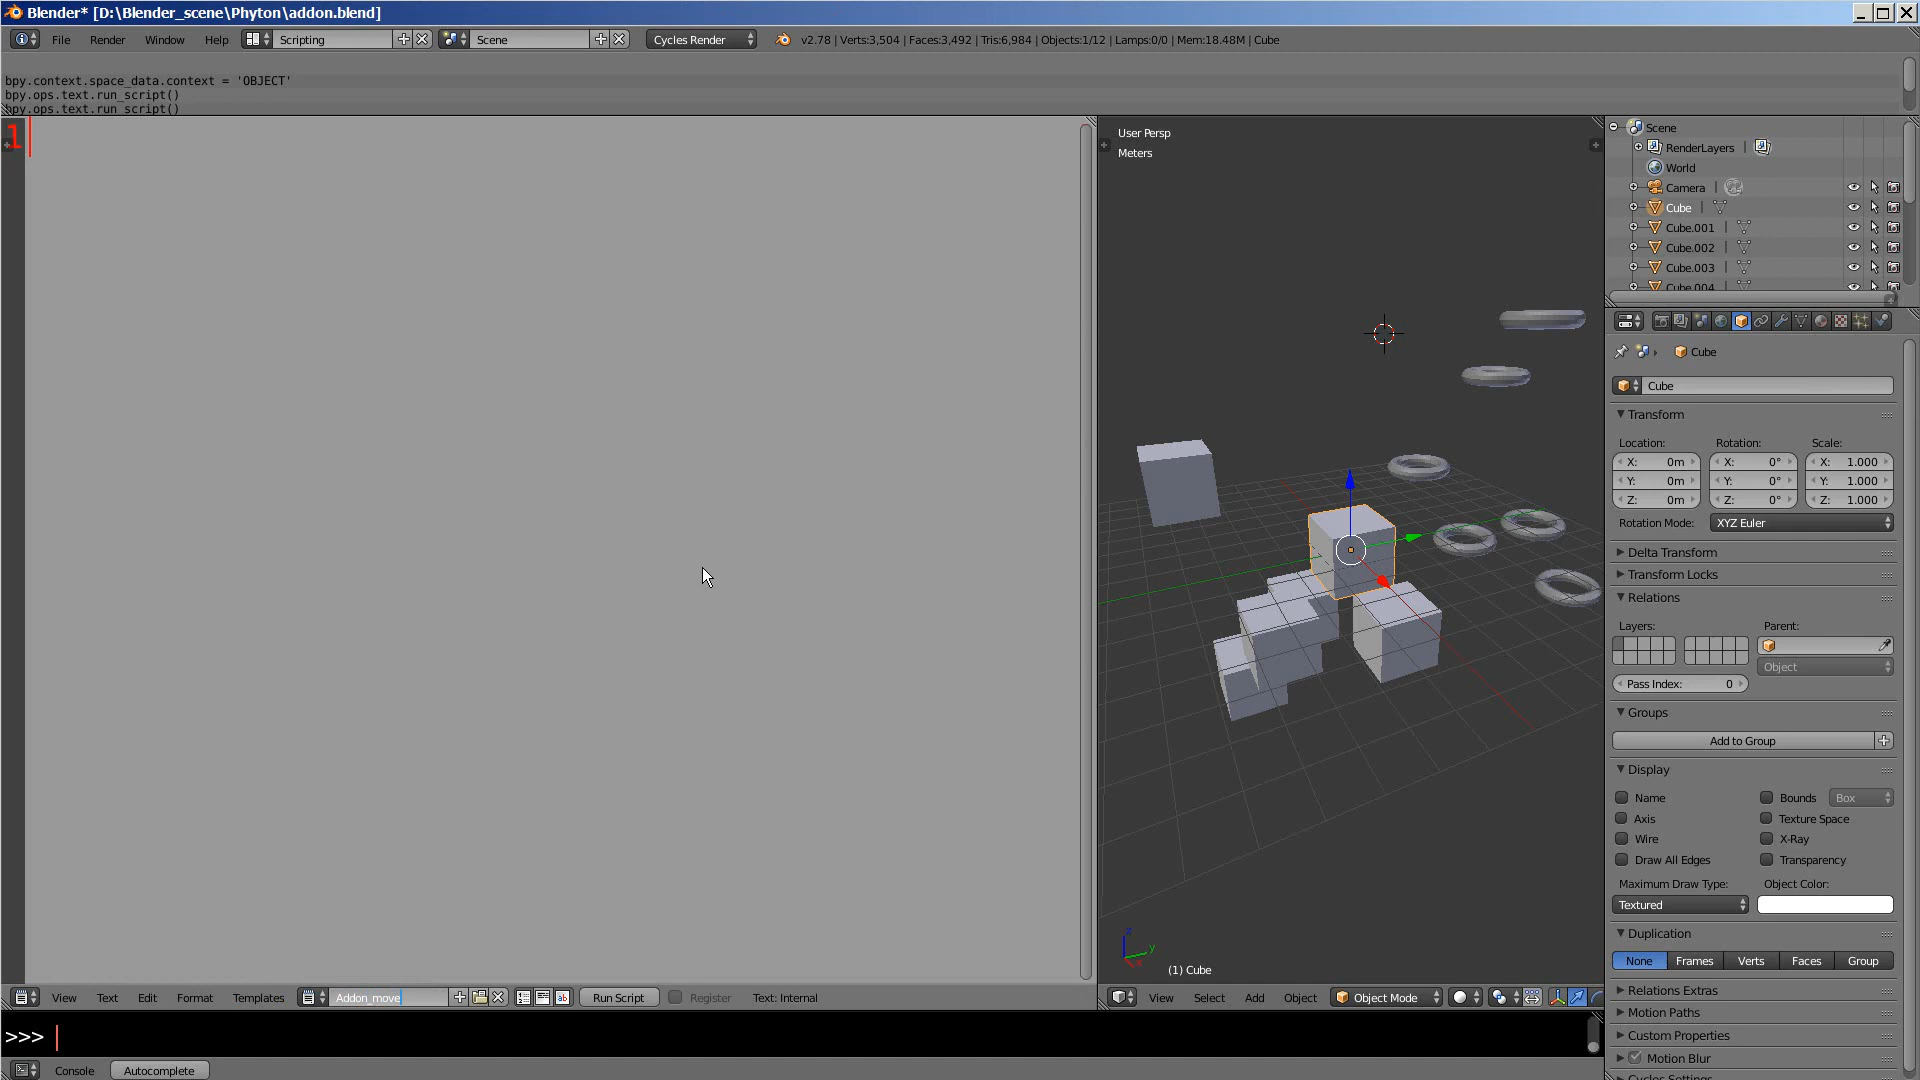 Blender* [D:\Blender_scene\Phyton\addon.blend]
File Render Window Help Scripting Scene Cycles Render v2.78 | Verts:3,504 | Faces:3,492 | Tris:6,984 | Objects:1/12 | Lamps:0/0 | Mem:18.48M | Cube
bpy.context.space_data.context = 'OBJECT'
bpy.ops.text.run_script()
bpy.ops.text.run_script()
1
User Persp
Meters
(1) Cube
Scene
RenderLayers
World
Camera
Cube
Cube.001
Cube.002
Cube.003
Cube.004
Cube
Cube
Transform
Location: Rotation: Scale:
X: 0m X: 0° X: 1.000
Y: 0m Y: 0° Y: 1.000
Z: 0m Z: 0° Z: 1.000
Rotation Mode: XYZ Euler
Delta Transform
Transform Locks
Relations
Layers: Parent:
Object
Pass Index: 0
Groups
Add to Group
Display
Name Bounds Box
Axis Texture Space
Wire X-Ray
Draw All Edges Transparency
Maximum Draw Type: Object Color:
Textured
Duplication
None Frames Verts Faces Group
Relations Extras
Motion Paths
Custom Properties
Motion Blur
Cycles Settings
View Text Edit Format Templates Addon_move Run Script Register Text: Internal
View Select Add Object Object Mode
>>>
Console Autocomplete
x
y
z